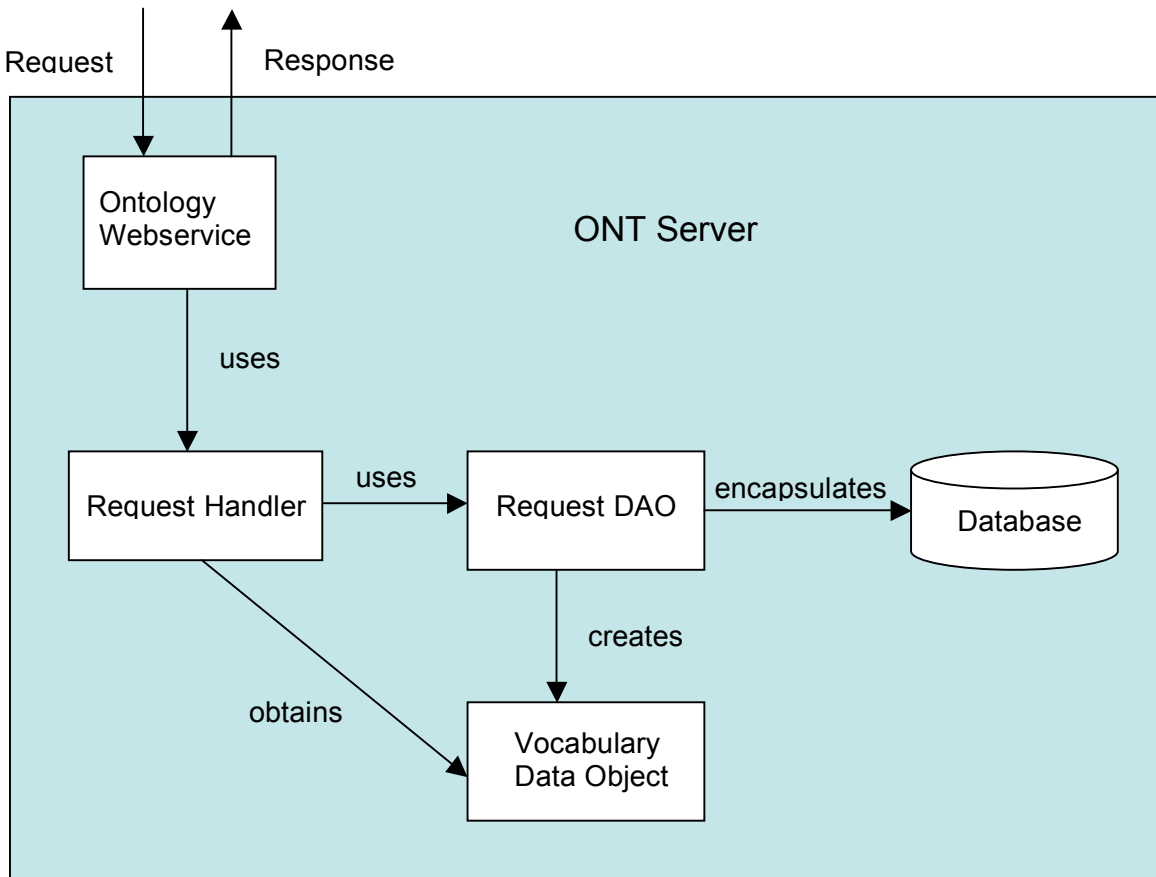 Request
Response
Ontology
Webservice
ONT Server
uses
Request Handler
uses
Request DAO
encapsulates
Database
creates
obtains
Vocabulary
Data Object